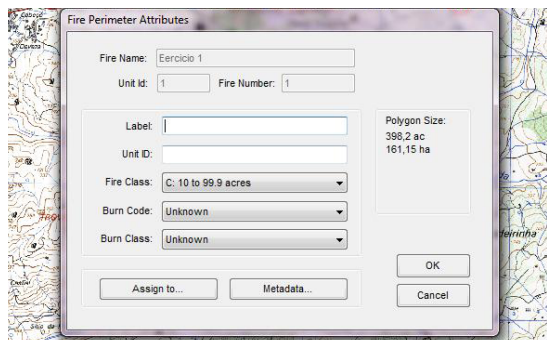 Fire Perimeter Attributes
Fire Name: Eercicio 1
Unit Id: 1 Fire Number: 1
Label:
Unit ID:
Fire Class: C: 10 to 99.9 acres
Burn Code: Unknown
Burn Class: Unknown
Polygon Size:
398,2 ac
161,15 ha
Assign to... Metadata...
OK
Cancel